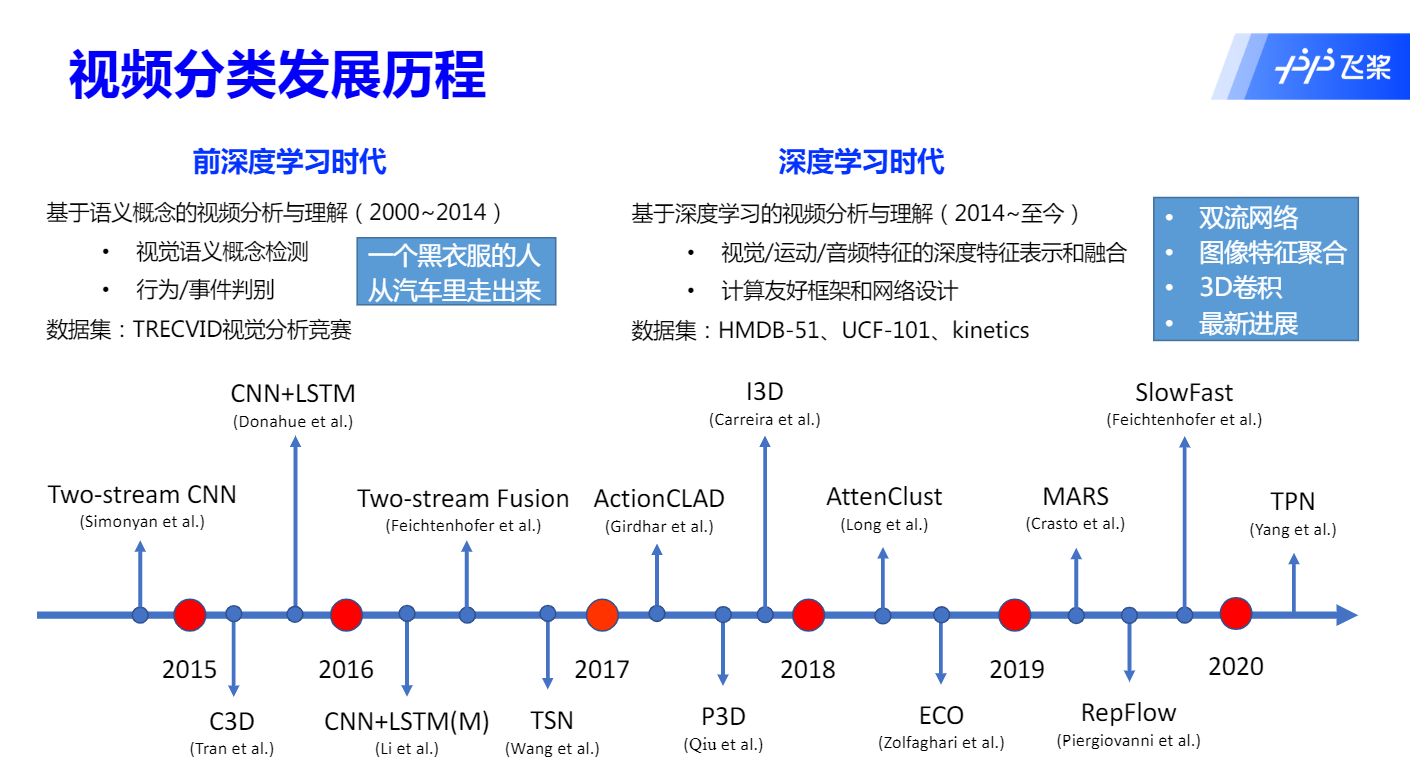 视频分类发展历程
飞桨
前深度学习时代
基于语义概念的视频分析与理解（2000~2014）
• 视觉语义概念检测
• 行为/事件判别
数据集：TRECVID视觉分析竞赛
一个黑衣服的人
从汽车里走出来
深度学习时代
基于深度学习的视频分析与理解（2014~至今）
• 视觉/运动/音频特征的深度特征表示和融合
• 计算友好框架和网络设计
数据集：HMDB-51、UCF-101、kinetics
• 双流网络
• 图像特征聚合
• 3D卷积
• 最新进展
CNN+LSTM
(Donahue et al.)
I3D
(Carreira et al.)
SlowFast
(Feichtenhofer et al.)
Two-stream CNN
(Simonyan et al.)
Two-stream Fusion
(Feichtenhofer et al.)
ActionCLAD
(Girdhar et al.)
AttenClust
(Long et al.)
MARS
(Crasto et al.)
TPN
(Yang et al.)
2015
2016
2017
2018
2019
2020
C3D
(Tran et al.)
CNN+LSTM(M)
(Li et al.)
TSN
(Wang et al.)
P3D
(Qiu et al.)
ECO
(Zolfaghari et al.)
RepFlow
(Piergiovanni et al.)